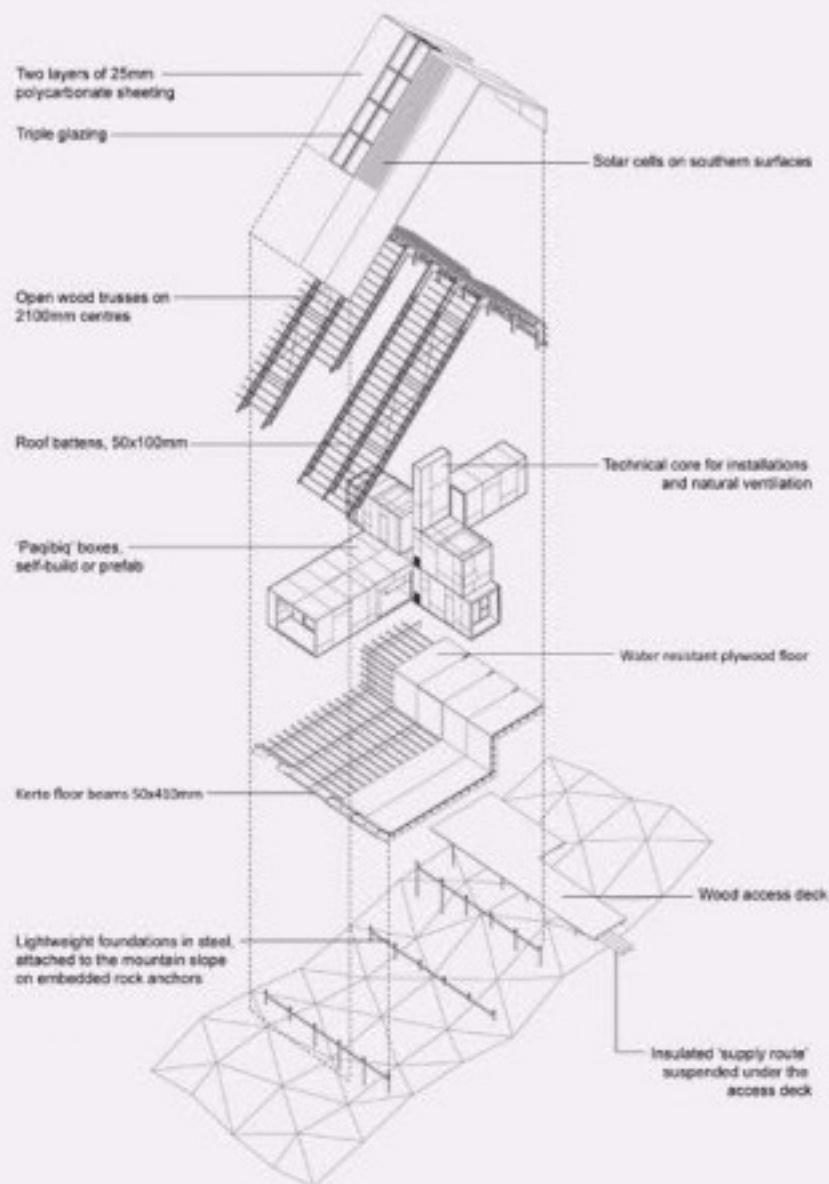 Two layers of 25mm
polycarbonate sheeting
Triple glazing
Solar cells on southern surfaces
Open wood trusses on
2100mm centres
Roof battens, 50x100mm
Technical core for installations
and natural ventilation
'Paqibiq' boxes,
self-build or prefab
Water resistant plywood floor
Kerto floor beams 50x400mm
Wood access deck
Lightweight foundations in steel,
attached to the mountain slope
on embedded rock anchors
Insulated 'supply route'
suspended under the
access deck